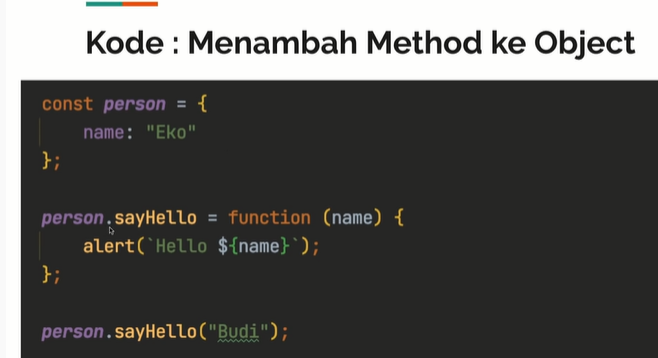 Kode : Menambah Method ke Object
const person = {
    name: "Eko"
};
person.sayHello = function (name) {
    alert(`Hello ${name}`);
};
person.sayHello("Budi");